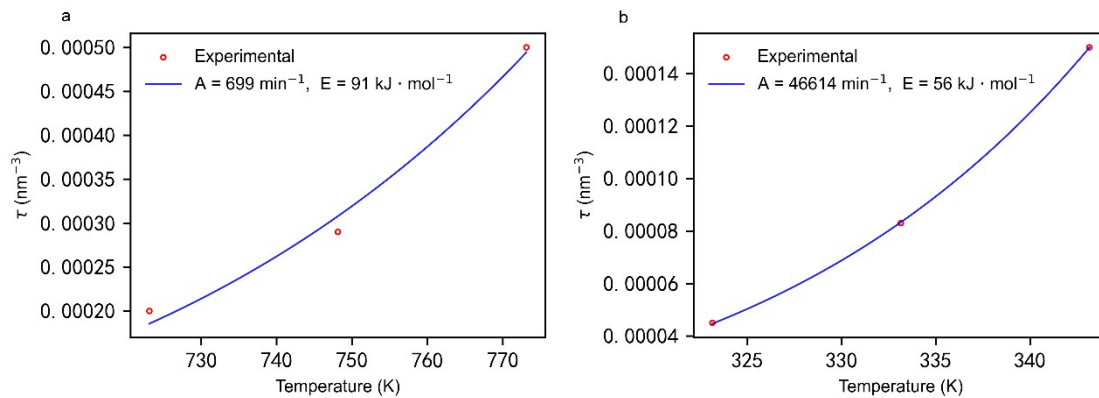 a
0. 00050
0. 00045
0. 00040
0. 00035
0. 00030
0. 00025
0. 00020
τ (nm⁻³)
Experimental
A = 699 min⁻¹, E = 91 kJ · mol⁻¹
730 740 750 760 770
Temperature (K)
b
0. 00014
0. 00012
0. 00010
0. 00008
0. 00006
0. 00004
τ (nm⁻³)
Experimental
A = 46614 min⁻¹, E = 56 kJ · mol⁻¹
325 330 335 340
Temperature (K)